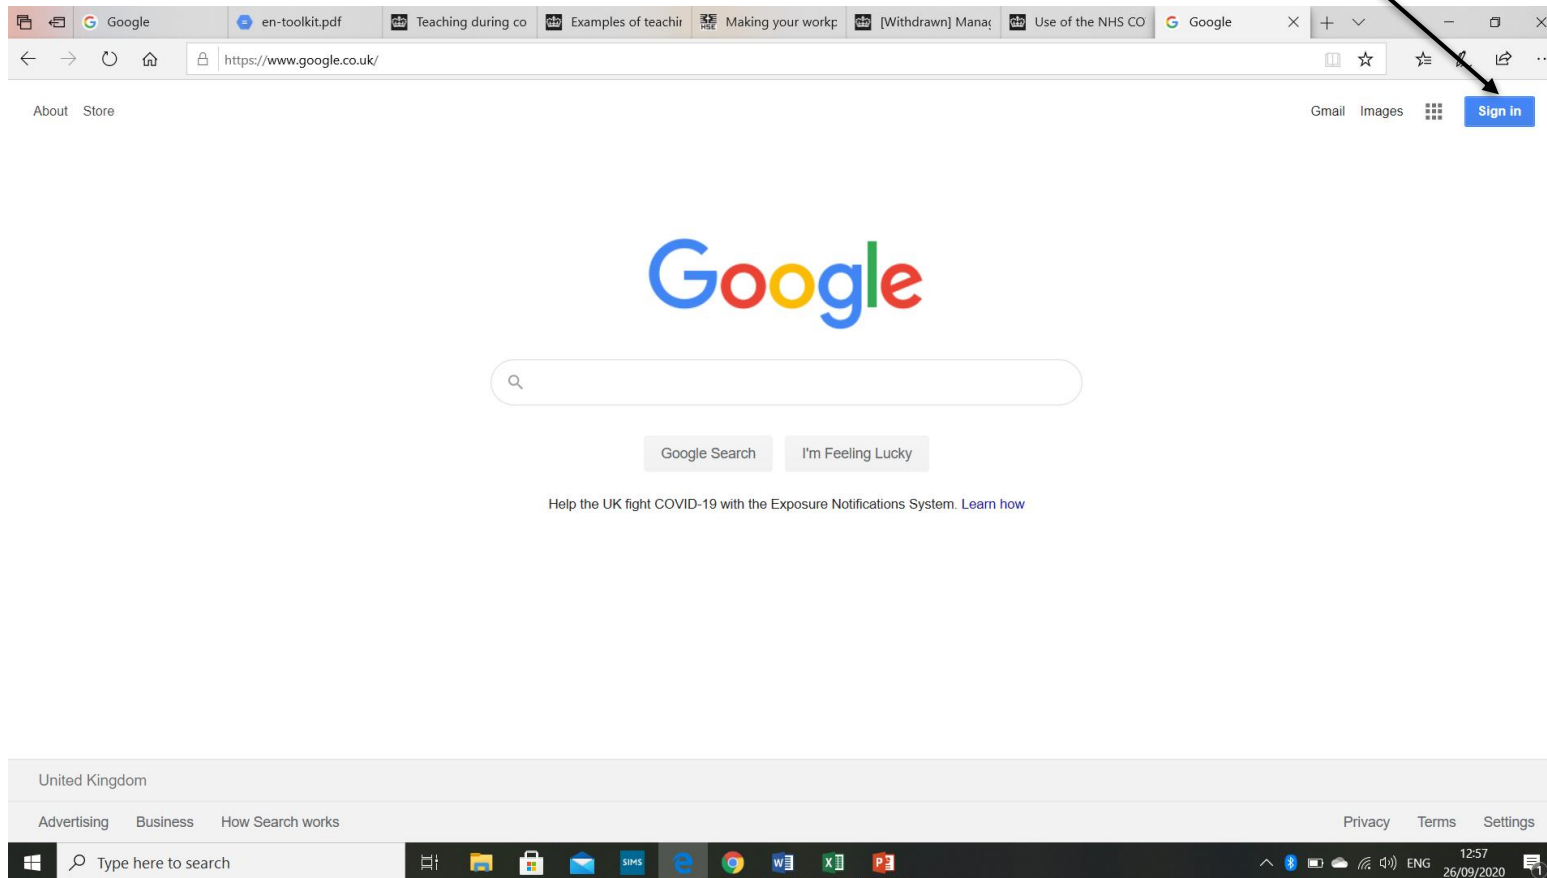 Google en-toolkit.pdf Teaching during co Examples of teachin Making your workp [Withdrawn] Manag Use of the NHS CO Google
https://www.google.co.uk/
About Store Gmail Images Sign in
Google
Google Search I'm Feeling Lucky
Help the UK fight COVID-19 with the Exposure Notifications System. Learn how
United Kingdom
Advertising Business How Search works Privacy Terms Settings
Type here to search SIMS ENG 12:57
26/09/2020 1